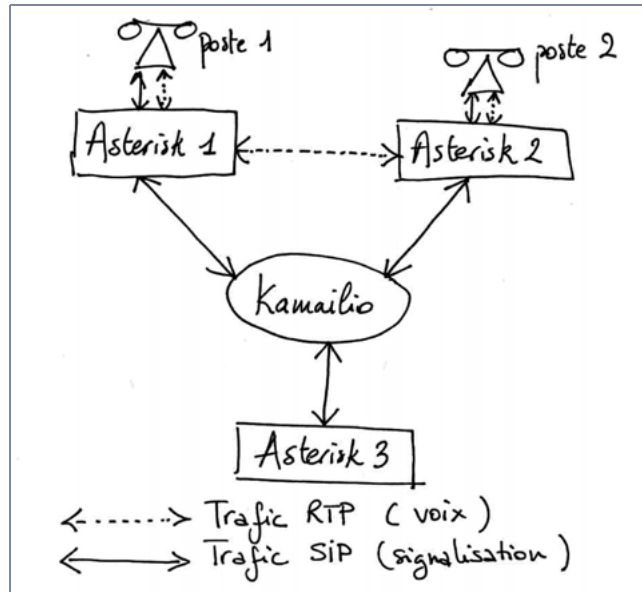 poste 1
poste 2
Asterisk 1
Asterisk 2
Kamailio
Asterisk 3
Trafic RTP (voix)
Trafic SiP (signalisation)